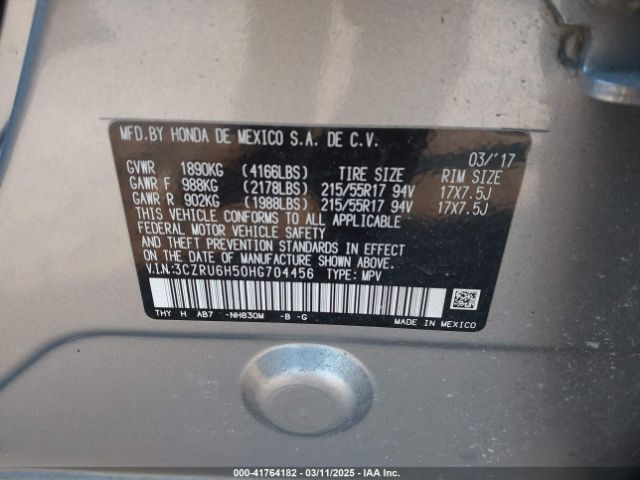 MFD.BY HONDA DE MEXICO S.A. DE C.V.
03/'17
GVWR 1890KG (4166LBS) TIRE SIZE RIM SIZE
GAWR F 988KG (2178LBS) 215/55R17 94V 17X7.5J
GAWR R 902KG (1988LBS) 215/55R17 94V 17X7.5J
THIS VEHICLE CONFORMS TO ALL APPLICABLE
FEDERAL MOTOR VEHICLE SAFETY
AND THEFT PREVENTION STANDARDS IN EFFECT ON
THE DATE OF MANUFACTURE SHOWN ABOVE.
V.I.N:3CZRU6H50HG704456 TYPE: MPV
THY H AB7 -NH830M -B -G
MADE IN MEXICO
000-41764182 - 03/11/2025 - IAA Inc.